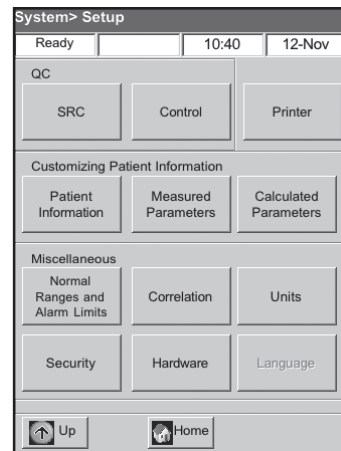 System> Setup
Ready 10:40 12-Nov
QC
SRC Control Printer
Customizing Patient Information
Patient Information
Measured Parameters
Calculated Parameters
Miscellaneous
Normal Ranges and Alarm Limits
Correlation
Units
Security Hardware Language
Up Home